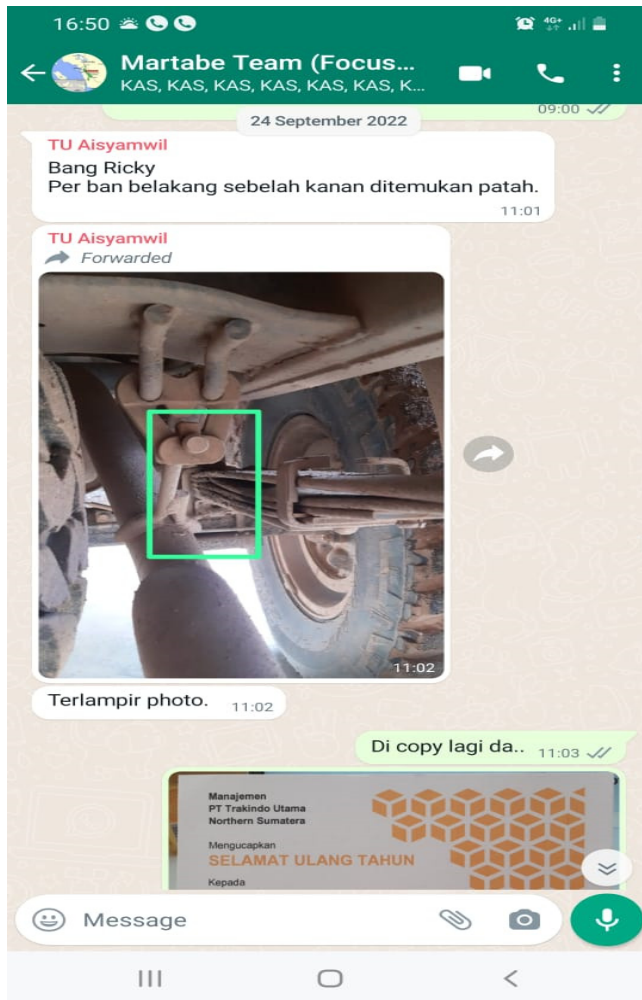 16:50
4G+
Martabe Team (Focus...
KAS, KAS, KAS, KAS, KAS, KAS, K...
09:00
24 September 2022
TU Aisyamwil
Bang Ricky
Per ban belakang sebelah kanan ditemukan patah.
11:01
TU Aisyamwil
Forwarded
11:02
Terlampir photo.
11:02
Di copy lagi da..
11:03
Manajemen
PT Trakindo Utama
Northern Sumatera
Mengucapkan
SELAMAT ULANG TAHUN
Kepada
Message